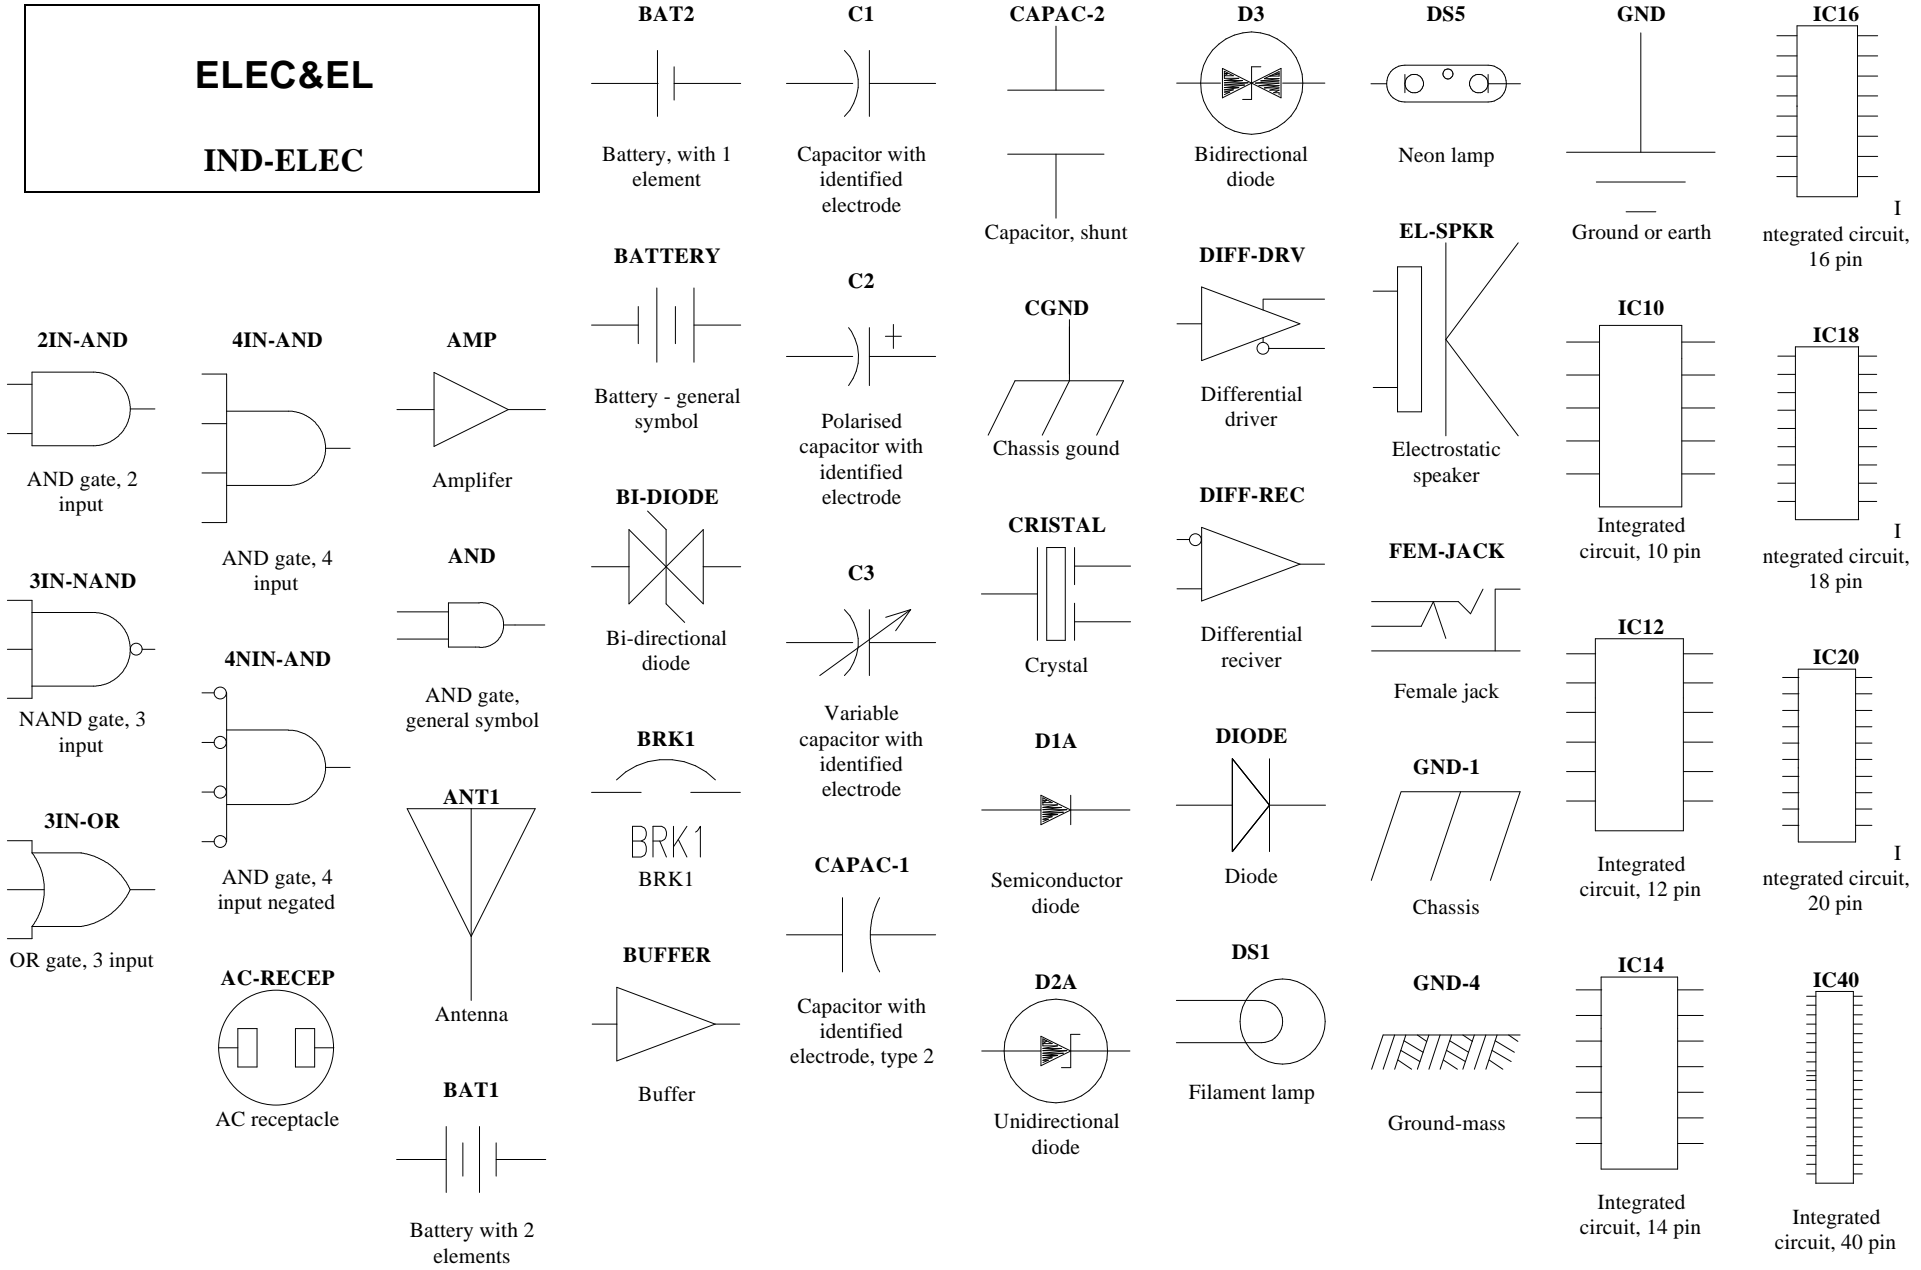 ELEC&EL
IND-ELEC
2IN-AND
AND gate, 2
input
3IN-NAND
NAND gate, 3
input
3IN-OR
OR gate, 3 input
4IN-AND
AND gate, 4
input
4NIN-AND
AND gate, 4
input negated
AC-RECEP
AC receptacle
AMP
Amplifer
AND
AND gate,
general symbol
ANT1
Antenna
BAT1
Battery with 2
elements
BAT2
Battery, with 1
element
BATTERY
Battery - general
symbol
BI-DIODE
Bi-directional
diode
BRK1
BRK1
BRK1
BUFFER
Buffer
C1
Capacitor with
identified
electrode
C2
Polarised
capacitor with
identified
electrode
C3
Variable
capacitor with
identified
electrode
CAPAC-1
Capacitor with
identified
electrode, type 2
CAPAC-2
Capacitor, shunt
CGND
Chassis gound
CRISTAL
Crystal
D1A
Semiconductor
diode
D2A
Unidirectional
diode
D3
Bidirectional
diode
DIFF-DRV
Differential
driver
DIFF-REC
Differential
reciver
DIODE
Diode
DS1
Filament lamp
DS5
Neon lamp
EL-SPKR
Electrostatic
speaker
FEM-JACK
Female jack
GND-1
Chassis
GND-4
Ground-mass
GND
Ground or earth
IC10
Integrated
circuit, 10 pin
IC12
Integrated
circuit, 12 pin
IC14
Integrated
circuit, 14 pin
IC16
I
ntegrated circuit,
16 pin
IC18
I
ntegrated circuit,
18 pin
IC20
I
ntegrated circuit,
20 pin
IC40
Integrated
circuit, 40 pin